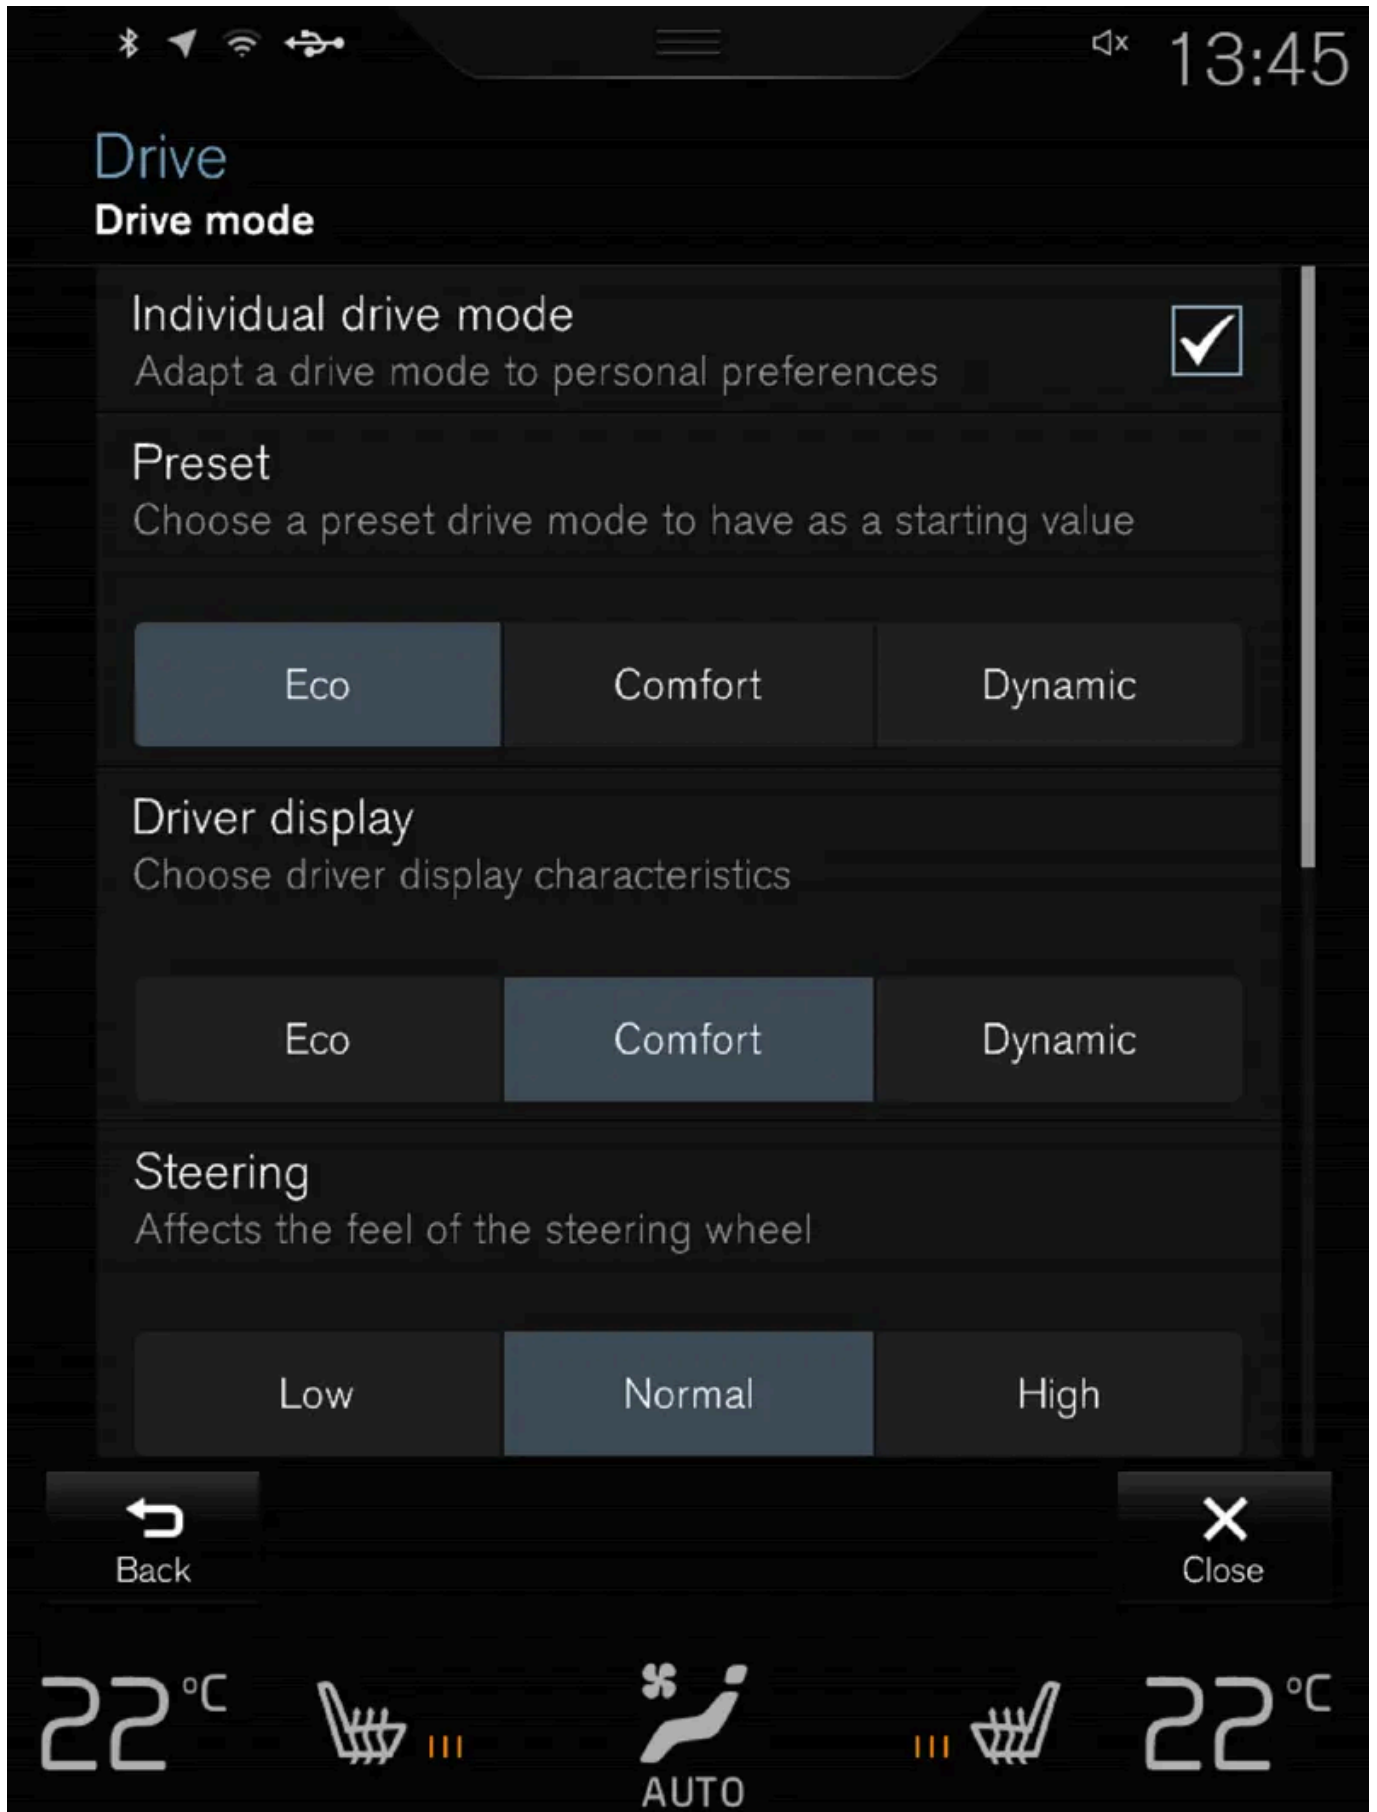 13:45
Drive
Drive mode
Individual drive mode
Adapt a drive mode to personal preferences
Preset
Choose a preset drive mode to have as a starting value
Eco Comfort Dynamic
Driver display
Choose driver display characteristics
Eco Comfort Dynamic
Steering
Affects the feel of the steering wheel
Low Normal High
Back Close
22°C 22°C
AUTO